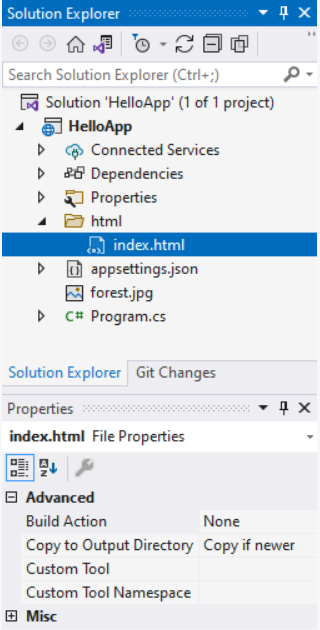 Solution Explorer
Search Solution Explorer (Ctrl+;)
Solution 'HelloApp' (1 of 1 project)
HelloApp
Connected Services
Dependencies
Properties
html
index.html
appsettings.json
forest.jpg
C# Program.cs
Solution Explorer Git Changes
Properties
index.html File Properties
Advanced
Build Action None
Copy to Output Directory Copy if newer
Custom Tool
Custom Tool Namespace
Misc